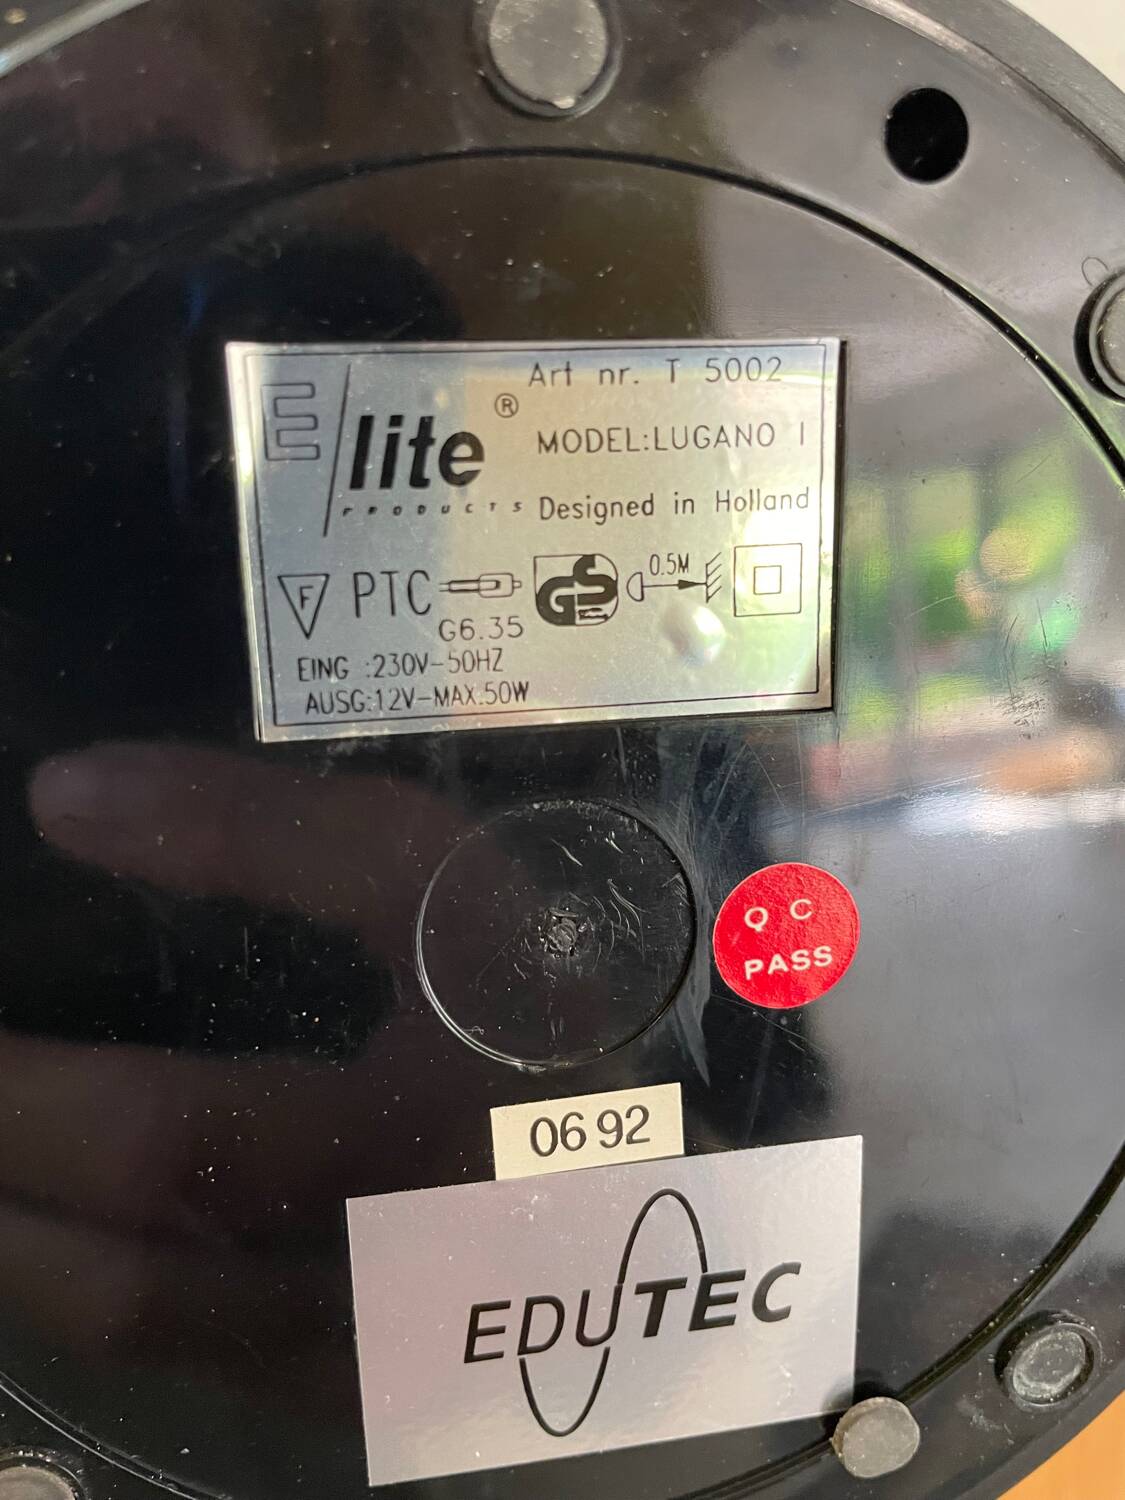 Art nr. T 5002
E/lite ®
PRODUCTS
MODEL:LUGANO I
Designed in Holland
F PTC GS 0.5M
G6.35
EING :230V-50HZ
AUSG:12V-MAX.50W
Q C
PASS
06 92
EDUTEC